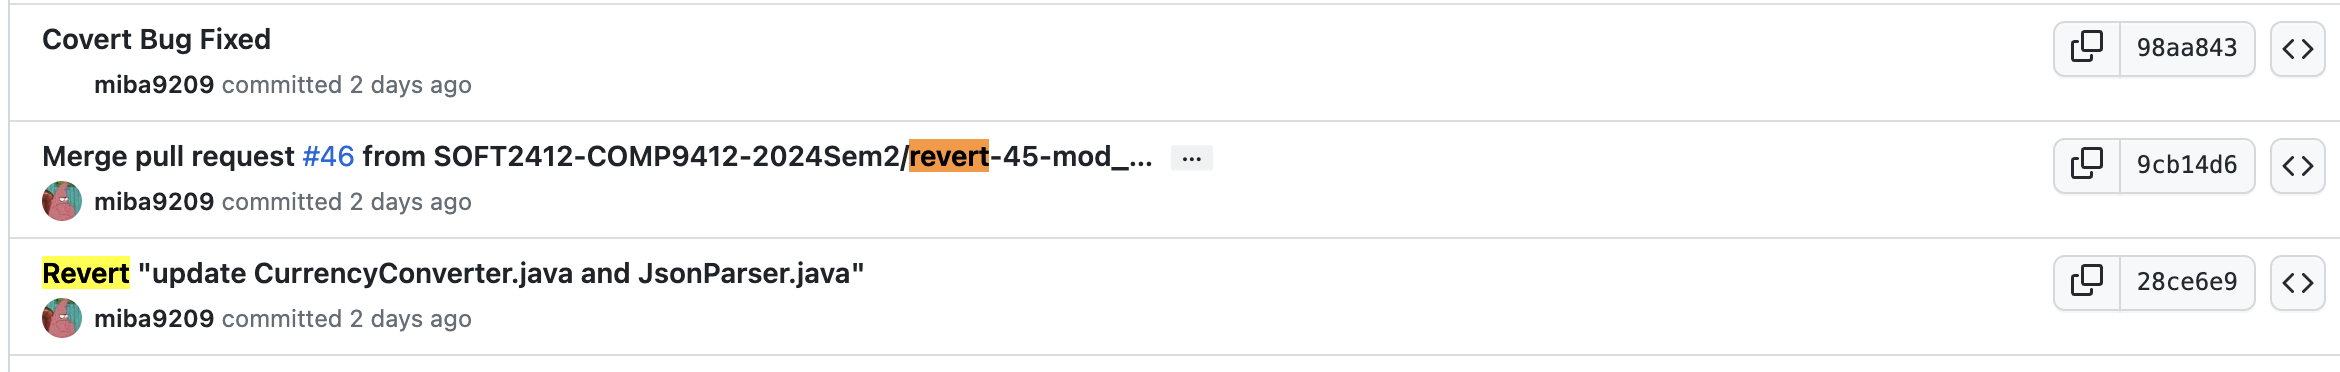 Covert Bug Fixed
98aa843
miba9209 committed 2 days ago
Merge pull request #46 from SOFT2412-COMP9412-2024Sem2/revert-45-mod_... ...
9cb14d6
miba9209 committed 2 days ago
Revert "update CurrencyConverter.java and JsonParser.java"
28ce6e9
miba9209 committed 2 days ago